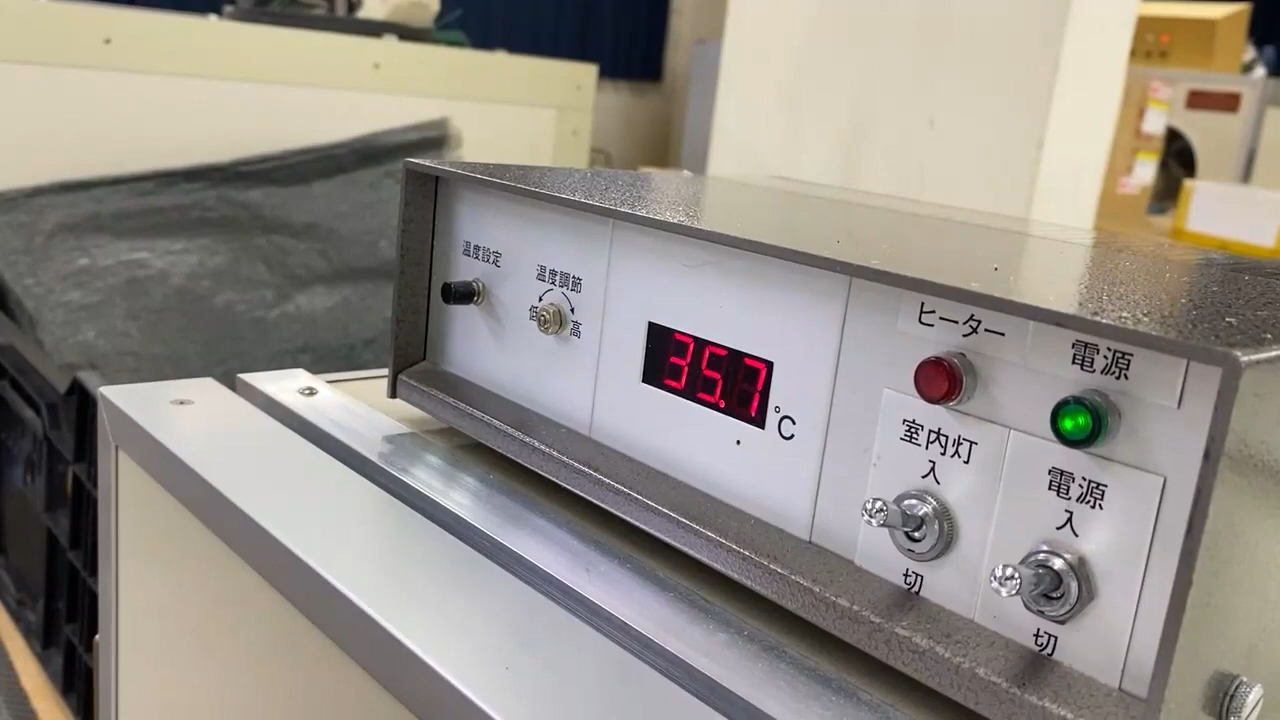 温度設定
温度調節
低 高
35.7
℃
ヒーター
電源
室内灯
入
切
電源
入
切